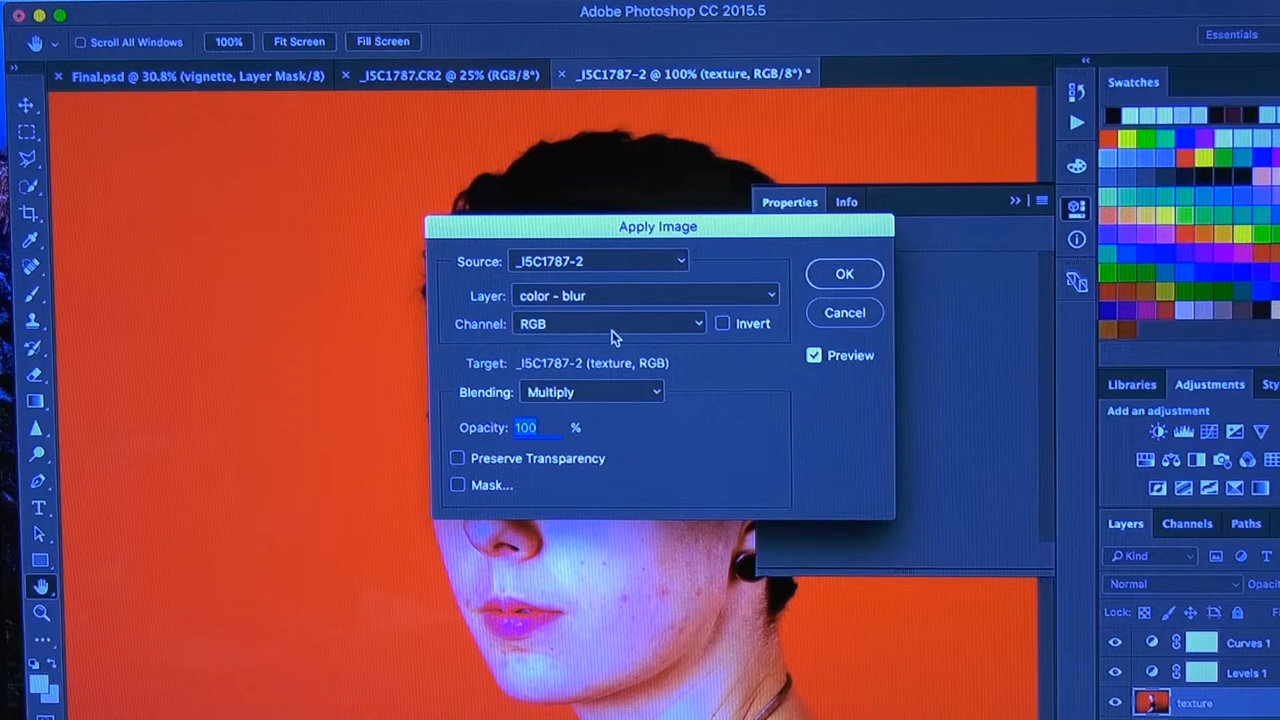 Adobe Photoshop CC 2015.5
Scroll All Windows 100% Fit Screen Fill Screen Essentials
× Final.psd @ 30.8% (vignette, Layer Mask/8) × _I5C1787.CR2 @ 25% (RGB/8*) × _I5C1787-2 @ 100% (texture, RGB/8*) *
Swatches
Properties Info
Apply Image
Source: _I5C1787-2
OK
Layer: color - blur
Cancel
Channel: RGB Invert
Preview
Target: _I5C1787-2 (texture, RGB)
Blending: Multiply
Opacity: 100 %
Preserve Transparency
Mask...
Libraries Adjustments
Add an adjustment
Layers Channels Paths
Kind
Normal
Lock:
Curves 1
Levels 1
texture